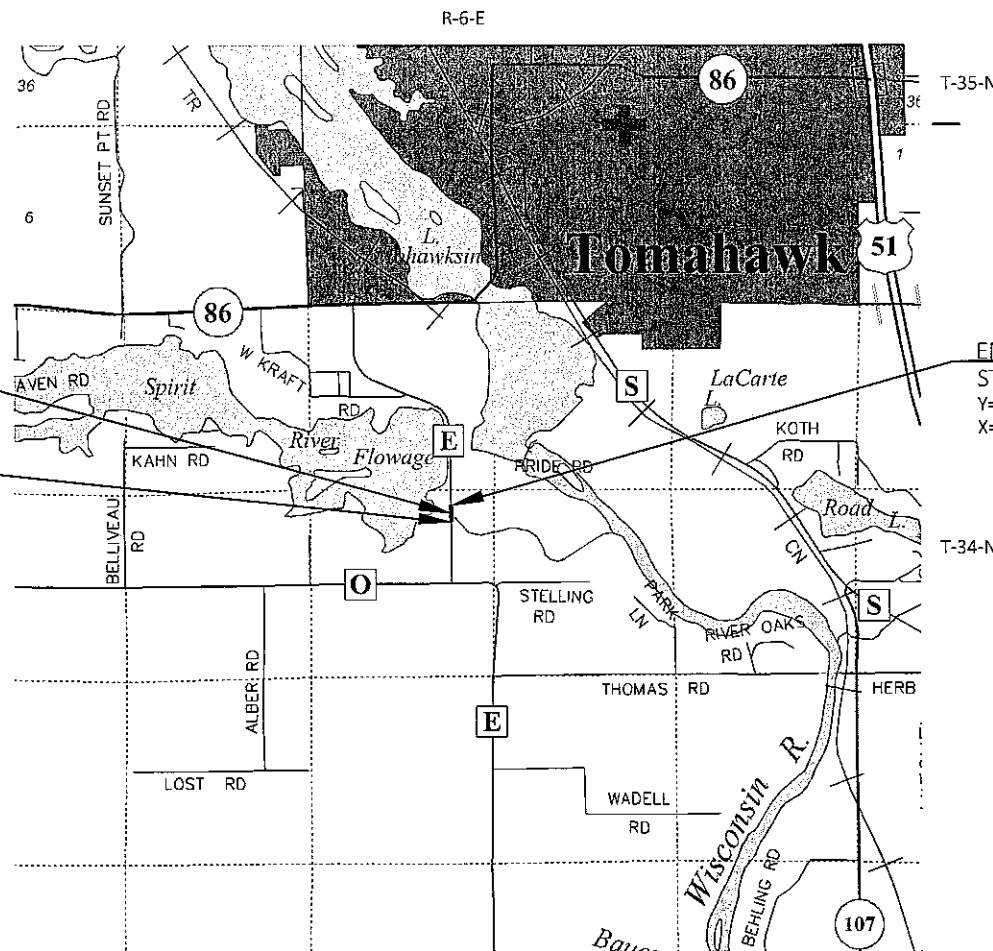 R-6-E
36
TR
86
36
T-35-N
SUNSET PT RD
1
6
L.
Tomahawk
51
86
W KRAFT
RD
AVEN RD
Spirit
S
LaCarte
River
Flowage
E
KOTH
RD
KAHN RD
PRIDE RD
Road L.
BELLIVEAU
RD
CN
T-34-N
O
STELLING
RD
PARK
LN
RIVER OAKS
RD
S
ALBER RD
THOMAS RD
HERB
E
LOST RD
WADELL
RD
Wisconsin R.
BEHLING RD
107
Y=
X=